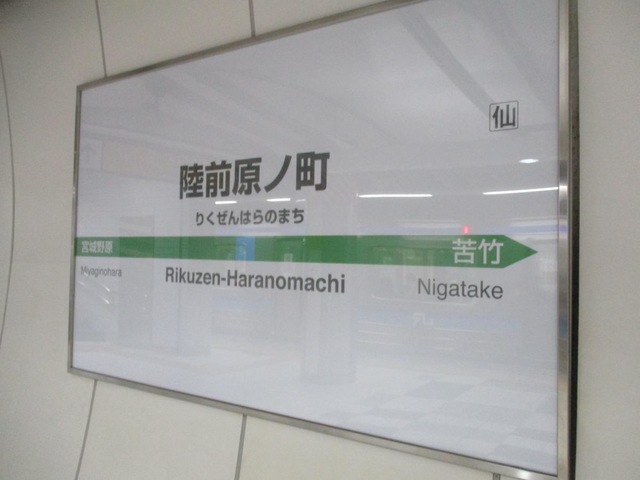 仙
陸前原ノ町
りくぜんはらのまち
宮城野原 苦竹
Miyaginohara Rikuzen-Haranomachi Nigatake